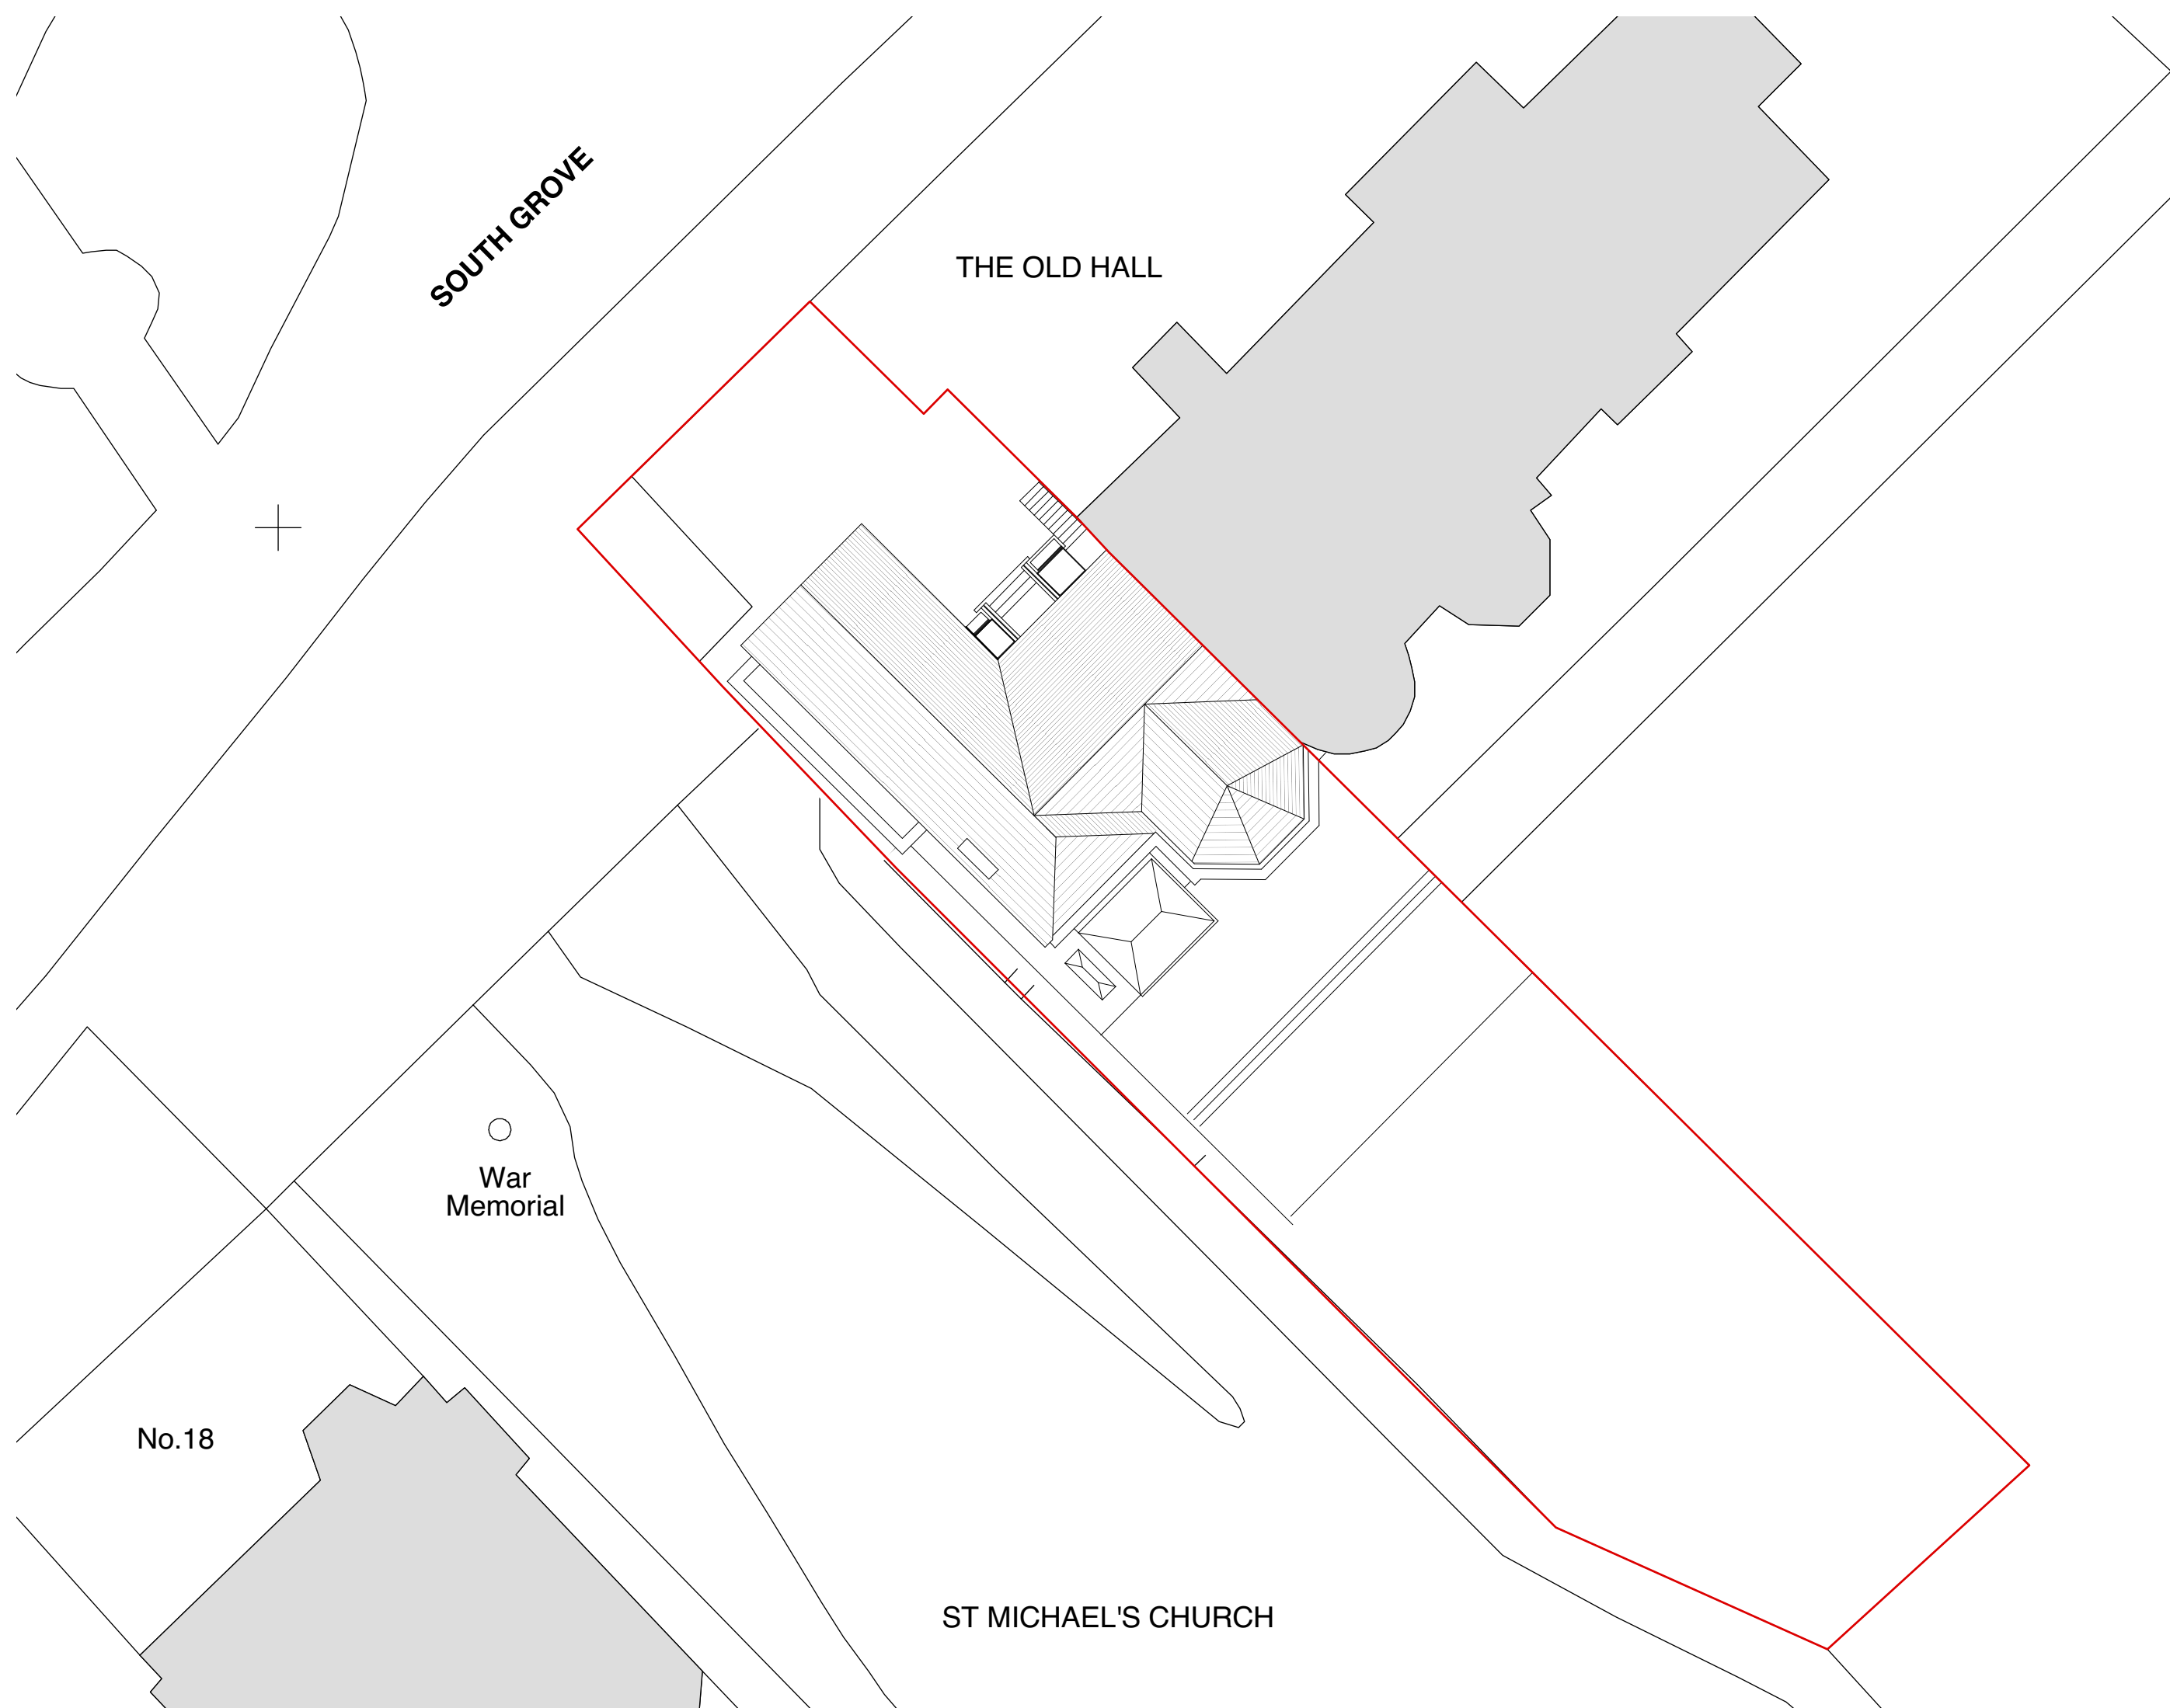 SOUTH GROVE
THE OLD HALL
War
Memorial
No.18
ST MICHAEL'S CHURCH